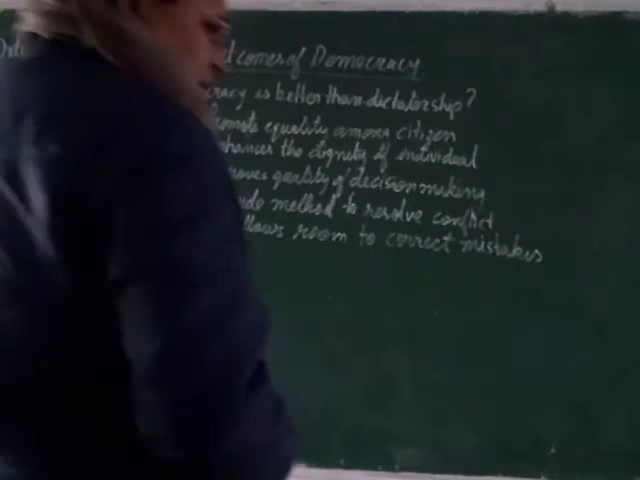 comes of Democracy
racy is better than dictatorship?
romote equality among citizen
hances the dignity of individual
roves quality of decision making
ide method to resolve conflict
llows room to correct mistakes